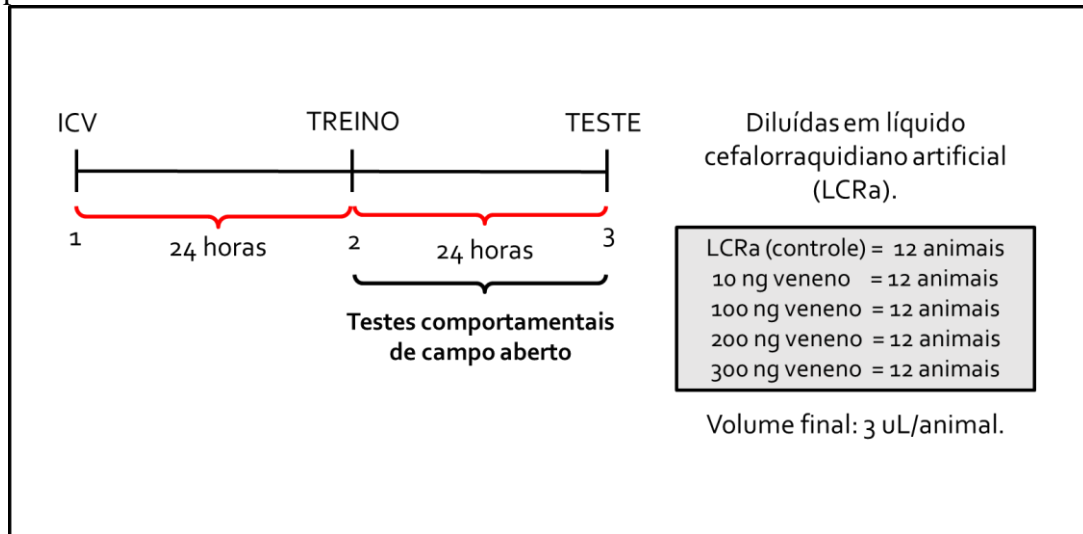 ICV TREINO TESTE
1 24 horas 2 24 horas 3
Testes comportamentais
de campo aberto
Diluídas em líquido
cefalorraquidiano artificial
(LCRa).
LCRa (controle) = 12 animais
10 ng veneno = 12 animais
100 ng veneno = 12 animais
200 ng veneno = 12 animais
300 ng veneno = 12 animais
Volume final: 3 uL/animal.